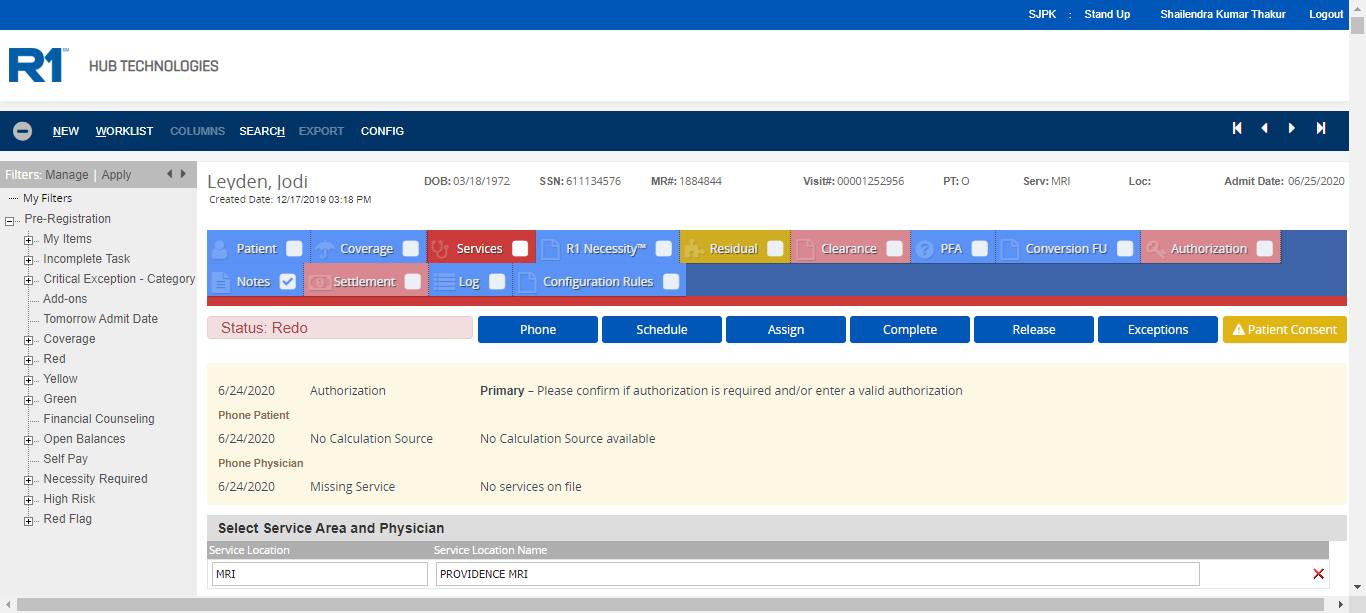 SJPK : Stand Up Shailendra Kumar Thakur Logout
R1 HUB TECHNOLOGIES
NEW WORKLIST COLUMNS SEARCH EXPORT CONFIG
Filters: Manage | Apply
My Filters
Pre-Registration
My Items
Incomplete Task
Critical Exception - Category
Add-ons
Tomorrow Admit Date
Coverage
Red
Yellow
Green
Financial Counseling
Open Balances
Self Pay
Necessity Required
High Risk
Red Flag
Leyden, Jodi DOB: 03/18/1972 SSN: 611134576 MR#: 1884844 Visit#: 00001252956 PT: O Serv: MRI Loc: Admit Date: 06/25/2020
Created Date: 12/17/2019 03:18 PM
Patient Coverage Services R1 Necessity™ Residual Clearance PFA Conversion FU Authorization
Notes Settlement Log Configuration Rules
Status: Redo Phone Schedule Assign Complete Release Exceptions Patient Consent
6/24/2020 Authorization Primary – Please confirm if authorization is required and/or enter a valid authorization
Phone Patient
6/24/2020 No Calculation Source No Calculation Source available
Phone Physician
6/24/2020 Missing Service No services on file
Select Service Area and Physician
Service Location Service Location Name
MRI PROVIDENCE MRI